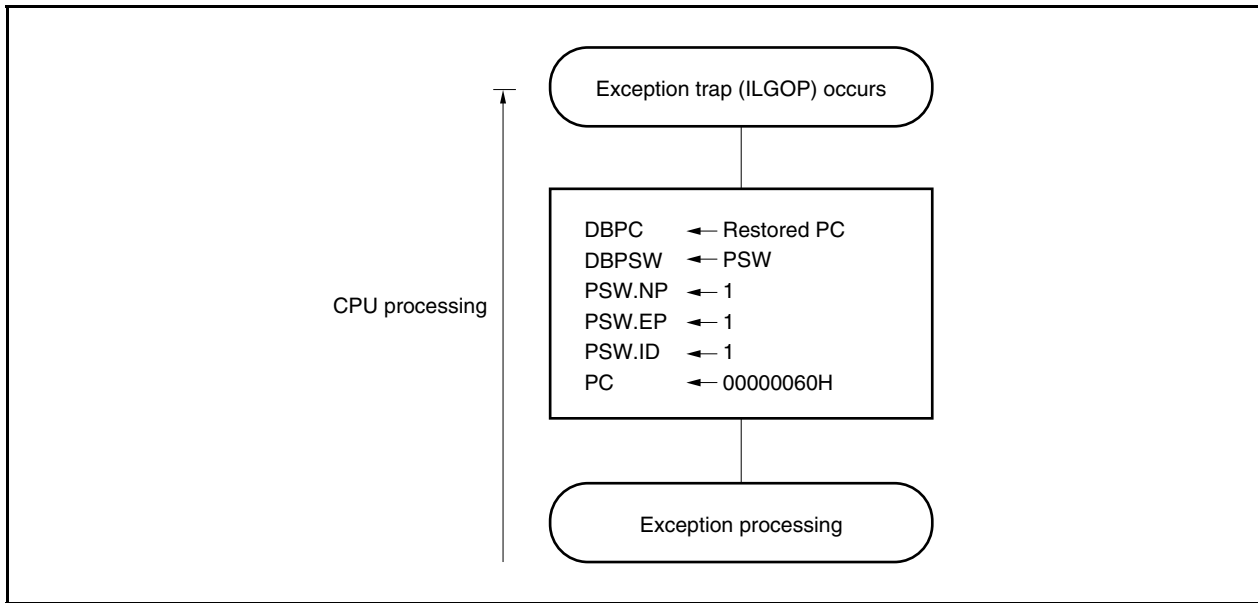 Exception trap (ILGOP) occurs
CPU processing
DBPC ← Restored PC
DBPSW ← PSW
PSW.NP ← 1
PSW.EP ← 1
PSW.ID ← 1
PC ← 00000060H
Exception processing